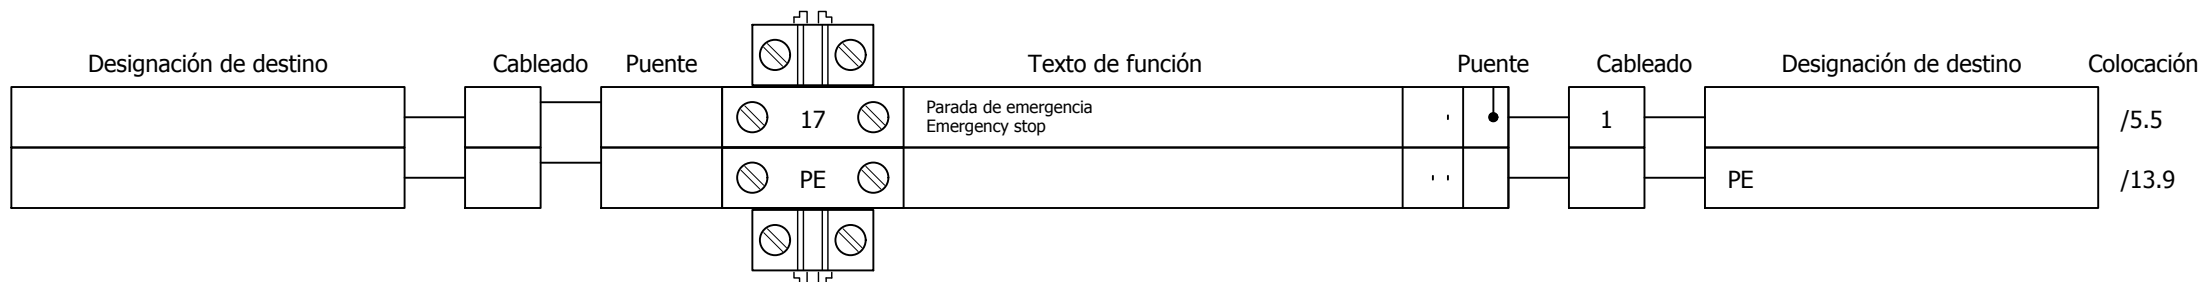 Designación de destino Cableado Puente Texto de función Puente Cableado Designación de destino Colocación
17 Parada de emergencia 1 /5.5
Emergency stop
PE PE /13.9